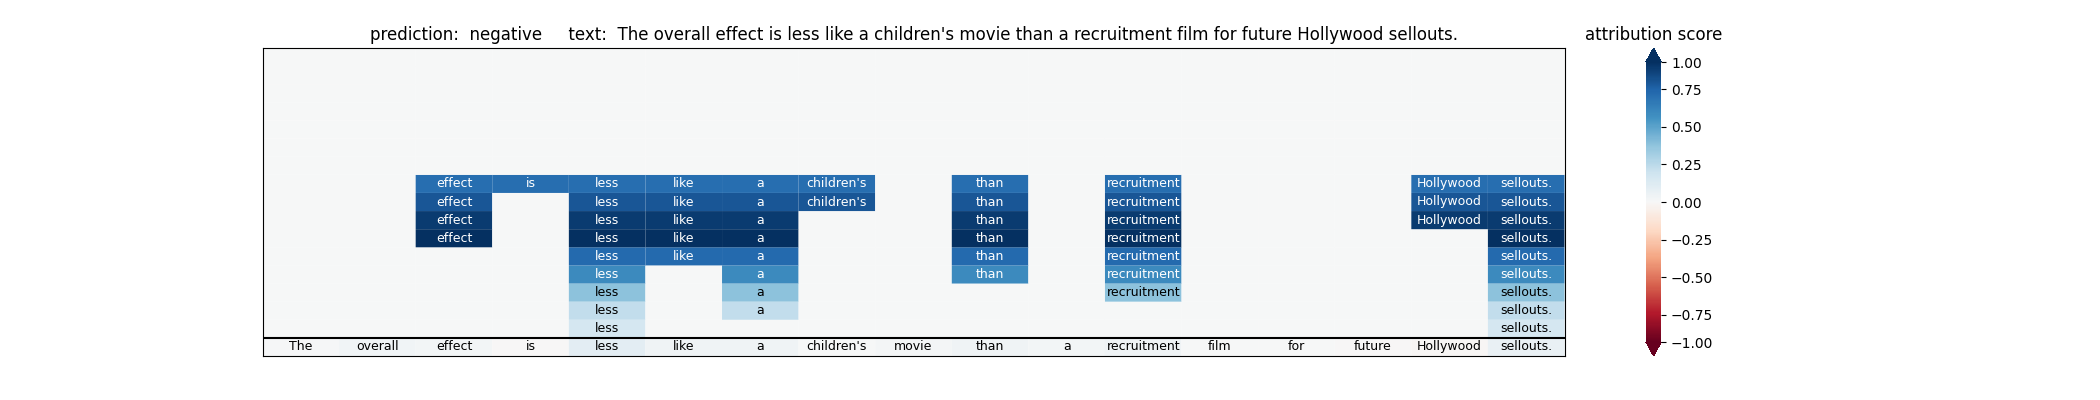 prediction: negative text: The overall effect is less like a children's movie than a recruitment film for future Hollywood sellouts.
attribution score
effect is less like a children's than recruitment Hollywood sellouts.
effect less like a children's than recruitment Hollywood sellouts.
effect less like a than recruitment Hollywood sellouts.
effect less like a than recruitment sellouts.
less like a than recruitment sellouts.
less a than recruitment sellouts.
less a recruitment sellouts.
less a sellouts.
less sellouts.
The overall effect is less like a children's movie than a recruitment film for future Hollywood sellouts.
1.00
0.75
0.50
0.25
0.00
−0.25
−0.50
−0.75
−1.00